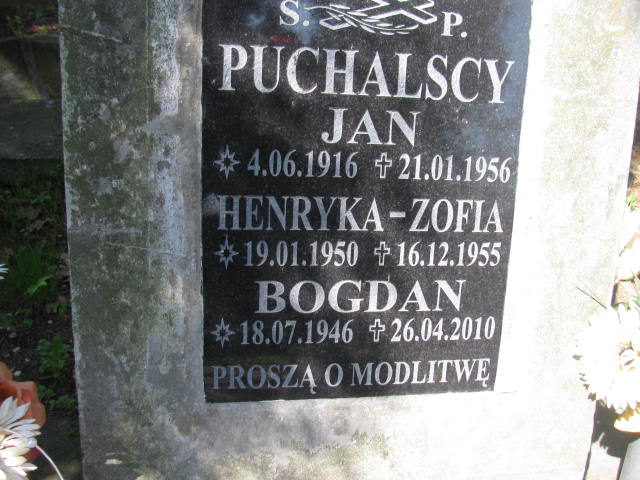 S. P.
PUCHALSCY
JAN
* 4.06.1916 ✝ 21.01.1956
HENRYKA-ZOFIA
* 19.01.1950 ✝ 16.12.1955
BOGDAN
* 18.07.1946 ✝ 26.04.2010
PROSZĄ O MODLITWĘ